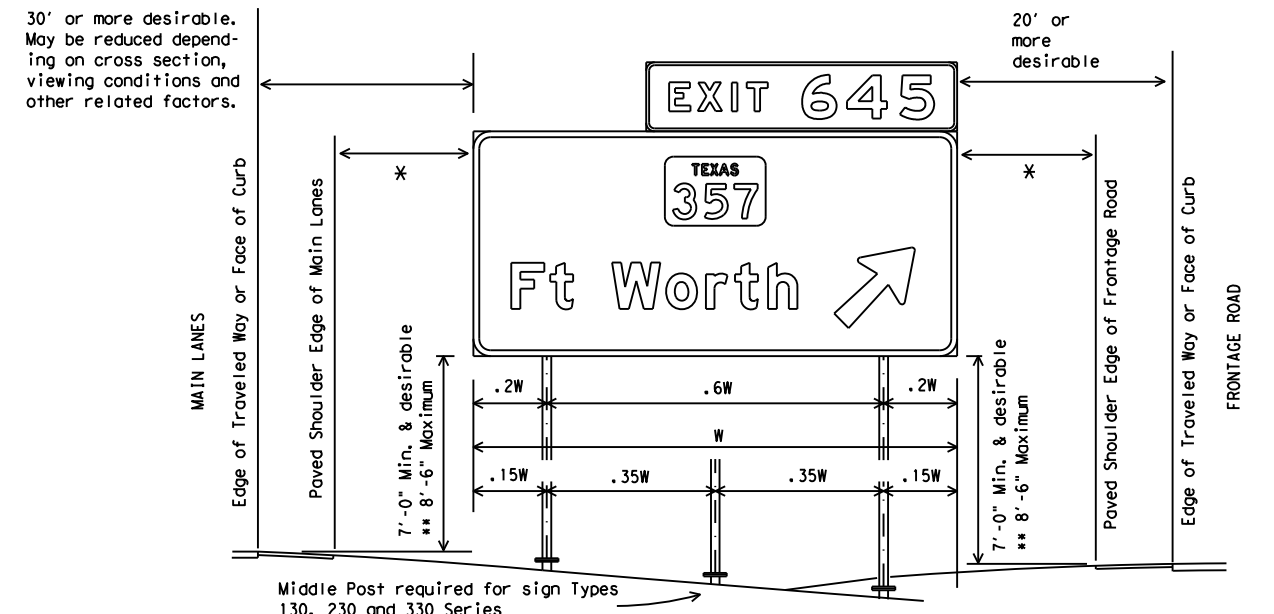 30' or more desirable.
May be reduced depend-
ing on cross section,
viewing conditions and
other related factors.
20' or
more
desirable
EXIT 645
TEXAS
357
Ft Worth
*
*
MAIN LANES
Edge of Traveled Way or Face of Curb
Paved Shoulder Edge of Main Lanes
7'-0" Min. & desirable
** 8'-6" Maximum
.2W
.6W
.2W
W
.15W
.35W
.35W
.15W
7'-0" Min. & desirable
** 8'-6" Maximum
Paved Shoulder Edge of Frontage Road
Edge of Traveled Way or Face of Curb
FRONTAGE ROAD
Middle Post required for sign Types
130, 230 and 330 Series